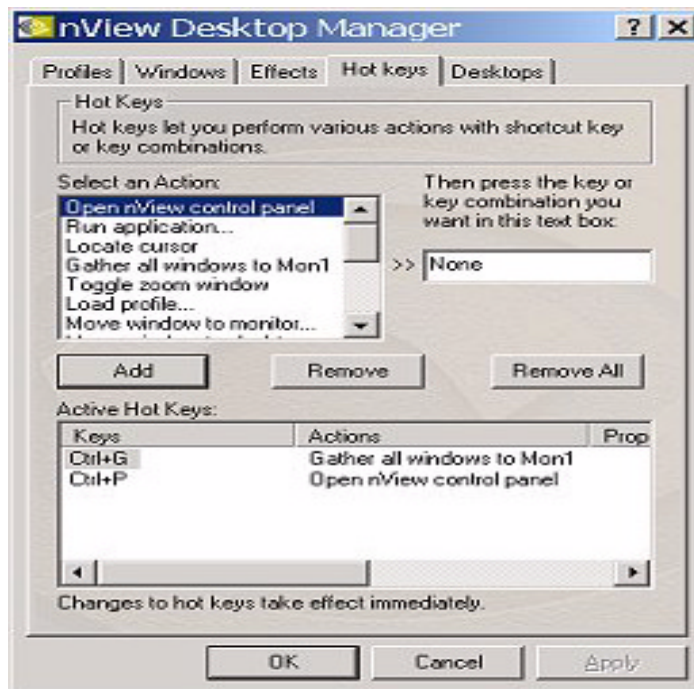 nView Desktop Manager
Profiles Windows Effects Hot keys Desktops
Hot Keys
Hot keys let you perform various actions with shortcut key
or key combinations.
Select an Action:
Open nView control panel
Run application...
Locate cursor
Gather all windows to Mon1
Toggle zoom window
Load profile...
Move window to monitor...
Then press the key or
key combination you
want in this text box:
>> None
Add Remove Remove All
Active Hot Keys:
Keys Actions Prop
Ctrl+G Gather all windows to Mon1
Ctrl+P Open nView control panel
Changes to hot keys take effect immediately.
OK Cancel Apply